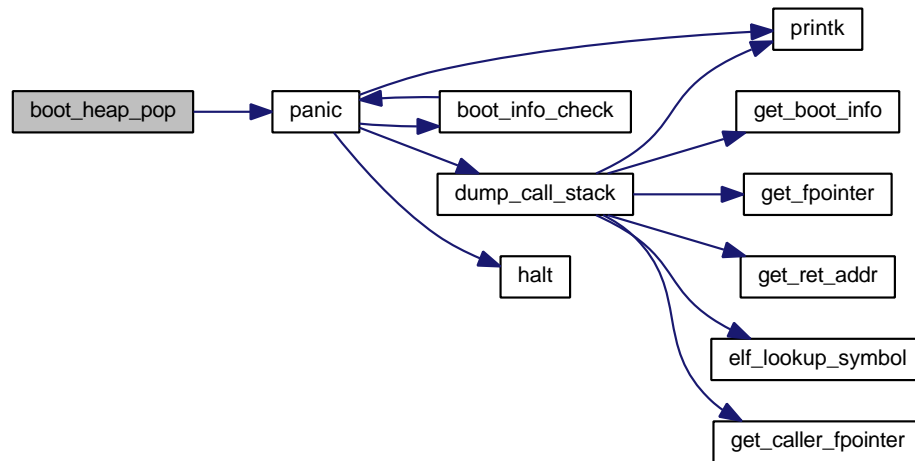 boot_heap_pop
panic
printk
boot_info_check
get_boot_info
dump_call_stack
get_fpointer
halt
get_ret_addr
elf_lookup_symbol
get_caller_fpointer